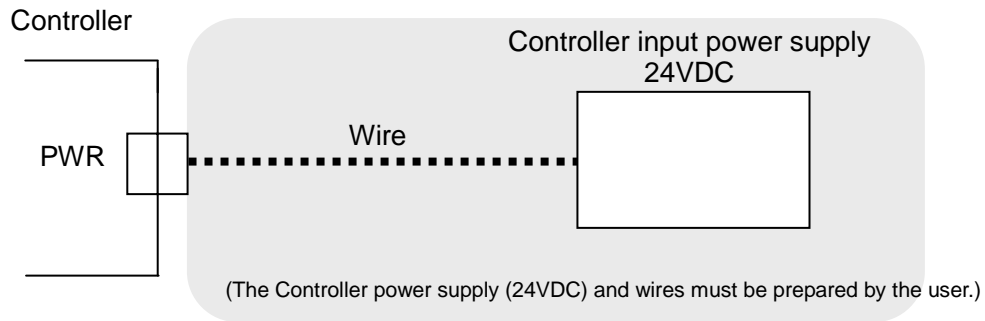 Controller
Controller input power supply
24VDC
Wire
PWR
(The Controller power supply (24VDC) and wires must be prepared by the user.)